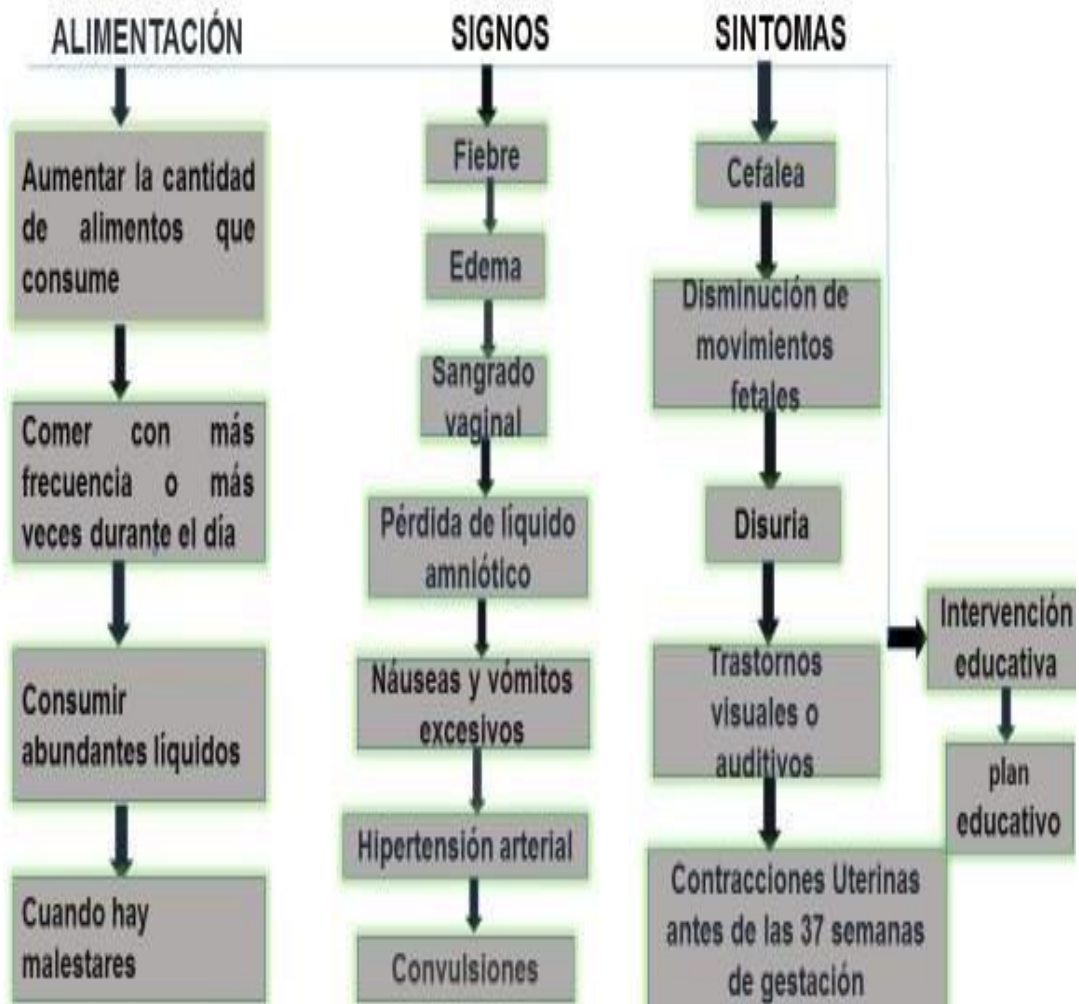 ALIMENTACIÓN
Aumentar la cantidad
de alimentos que
consume
Comer con más
frecuencia o más
veces durante el día
Consumir
abundantes líquidos
Cuando hay
malestares
SIGNOS
Fiebre
Edema
Sangrado
vaginal
Pérdida de líquido
amniótico
Náuseas y vómitos
excesivos
Hipertensión arterial
Convulsiones
SINTOMAS
Cefalea
Disminución de
movimientos
fetales
Disuria
Trastornos
visuales o
auditivos
Contracciones Uterinas
antes de las 37 semanas
de gestación
Intervención
educativa
plan
educativo